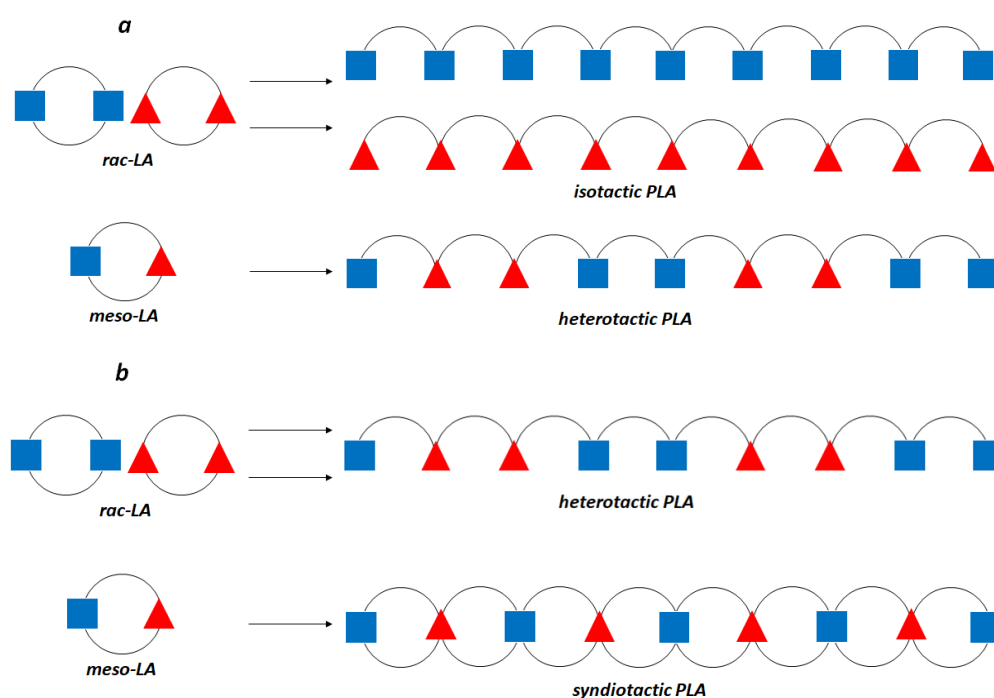 a
rac-LA
isotactic PLA
meso-LA
heterotactic PLA
b
rac-LA
heterotactic PLA
meso-LA
syndiotactic PLA